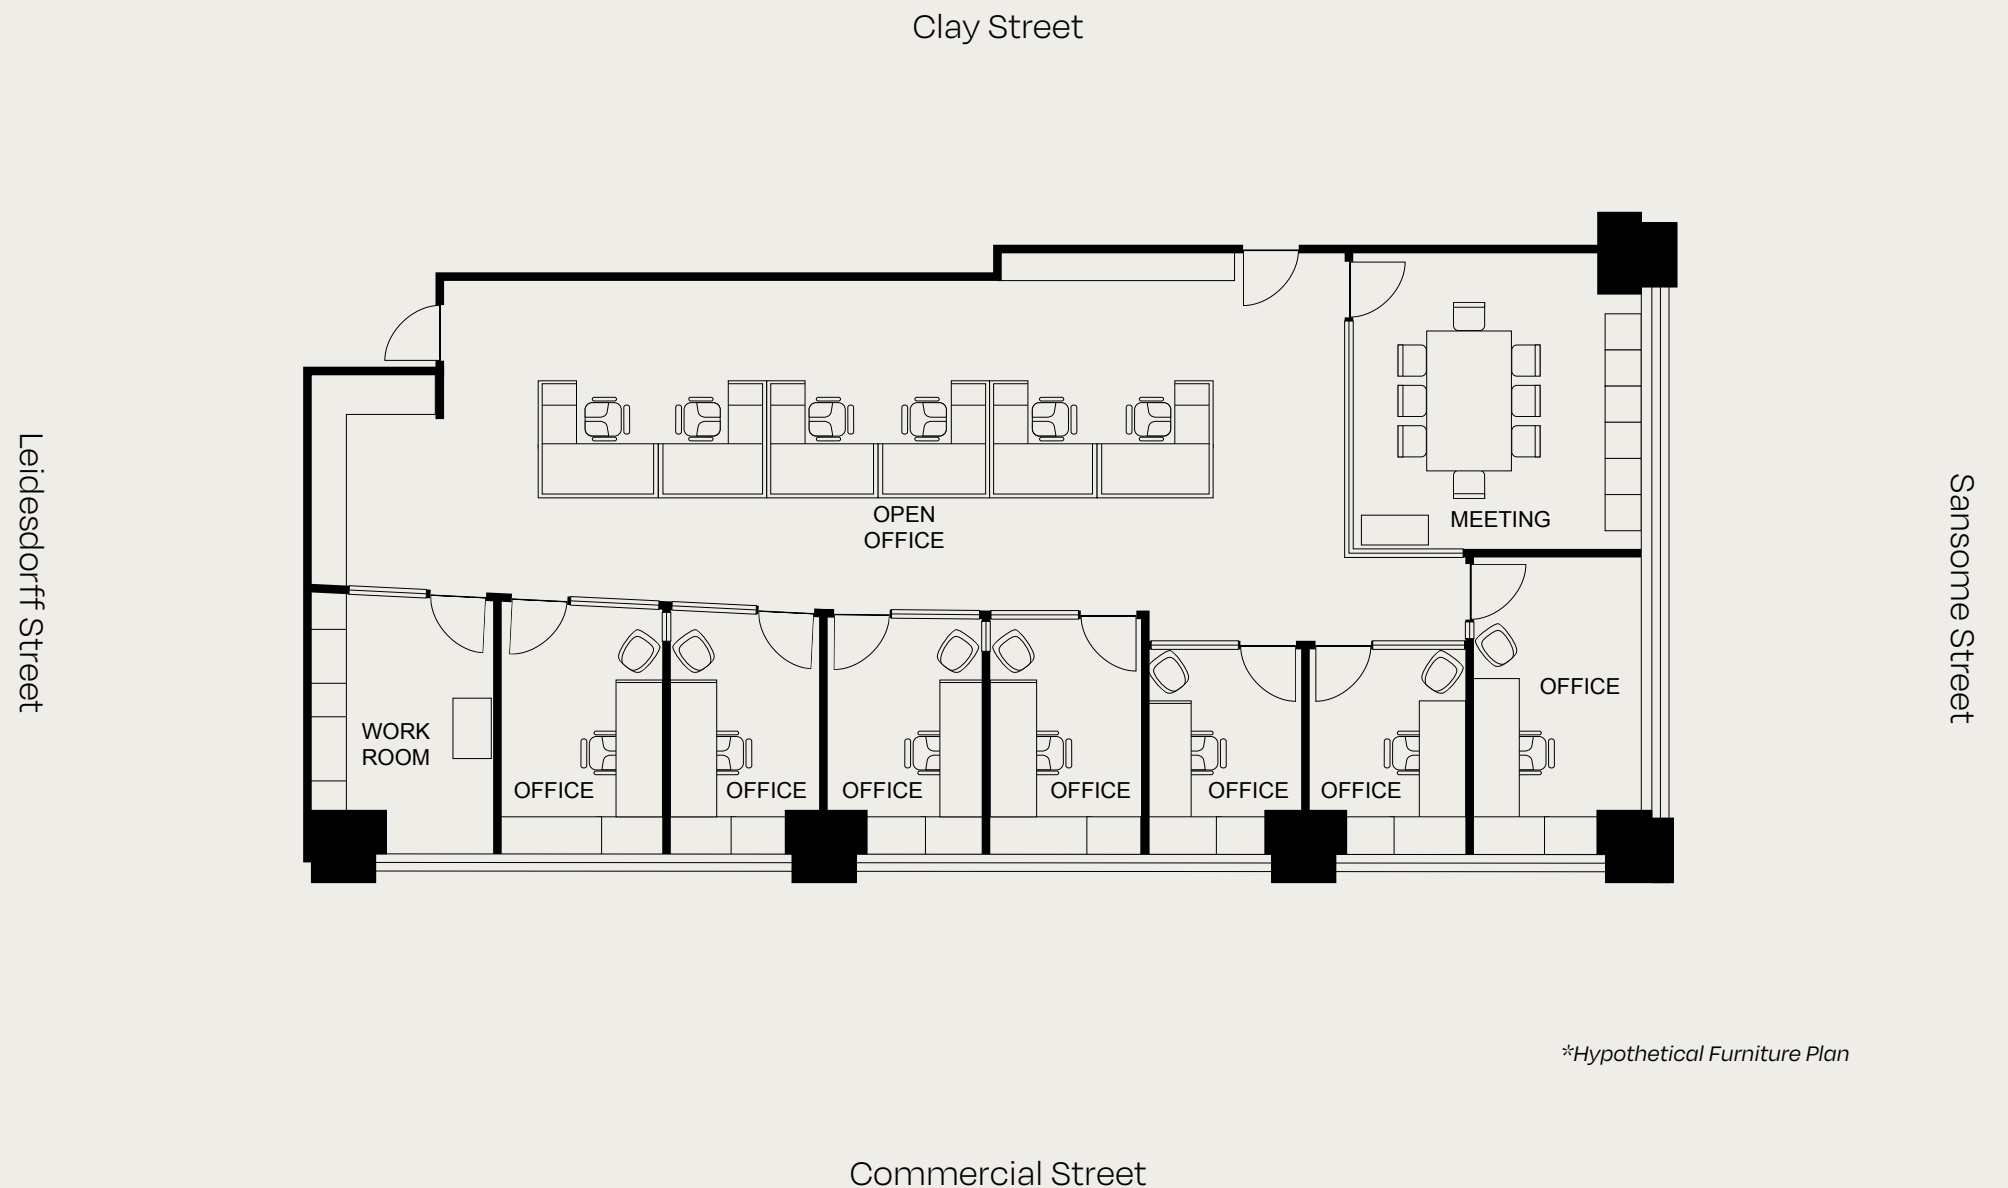 Clay Street
Leidesdorff Street
Sansome Street
OPEN
OFFICE
MEETING
OFFICE
WORK
ROOM
OFFICE
OFFICE
OFFICE
OFFICE
OFFICE
OFFICE
*Hypothetical Furniture Plan
Commercial Street